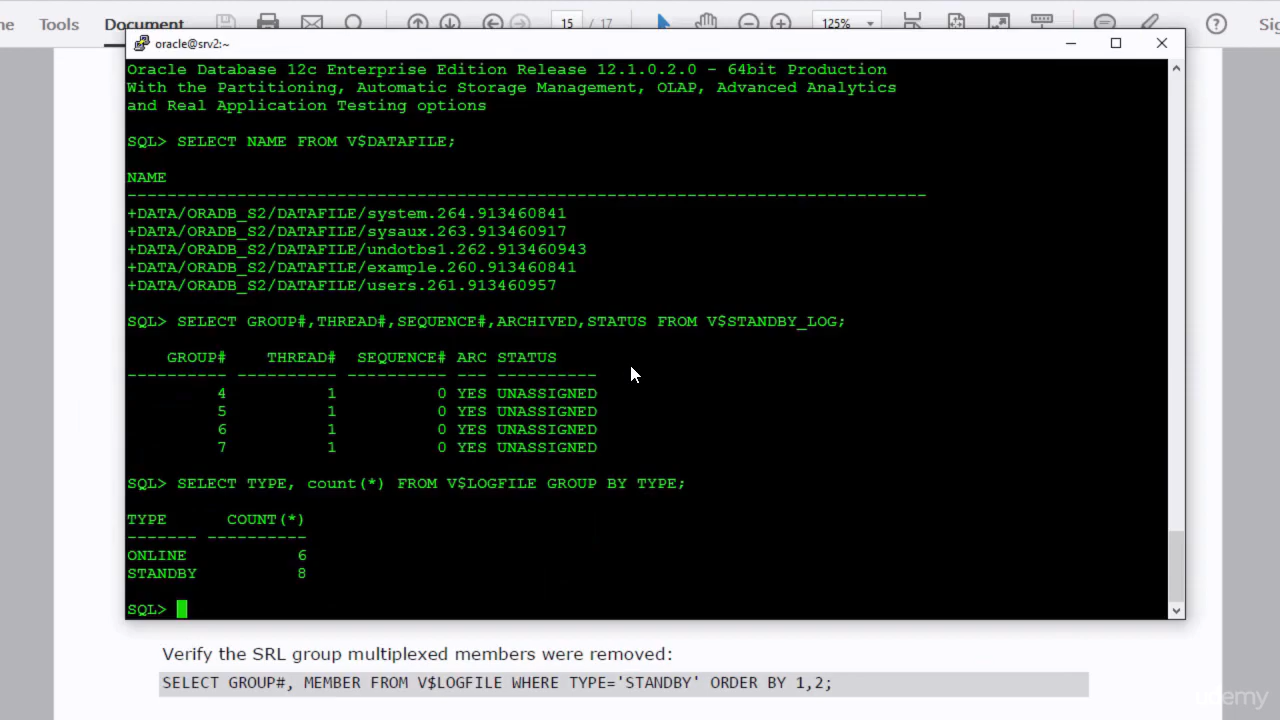 ne Tools Document 15 / 17 125% Sig
oracle@srv2:~
Oracle Database 12c Enterprise Edition Release 12.1.0.2.0 - 64bit Production
With the Partitioning, Automatic Storage Management, OLAP, Advanced Analytics
and Real Application Testing options
SQL> SELECT NAME FROM V$DATAFILE;
NAME
--------------------------------------------------------------------------------
+DATA/ORADB_S2/DATAFILE/system.264.913460841
+DATA/ORADB_S2/DATAFILE/sysaux.263.913460917
+DATA/ORADB_S2/DATAFILE/undotbs1.262.913460943
+DATA/ORADB_S2/DATAFILE/example.260.913460841
+DATA/ORADB_S2/DATAFILE/users.261.913460957
SQL> SELECT GROUP#,THREAD#,SEQUENCE#,ARCHIVED,STATUS FROM V$STANDBY_LOG;
GROUP# THREAD# SEQUENCE# ARC STATUS
---------- ---------- ---------- --- ----------
4 1 0 YES UNASSIGNED
5 1 0 YES UNASSIGNED
6 1 0 YES UNASSIGNED
7 1 0 YES UNASSIGNED
SQL> SELECT TYPE, count(*) FROM V$LOGFILE GROUP BY TYPE;
TYPE COUNT(*)
------- ----------
ONLINE 6
STANDBY 8
SQL>
Verify the SRL group multiplexed members were removed:
SELECT GROUP#, MEMBER FROM V$LOGFILE WHERE TYPE='STANDBY' ORDER BY 1,2;
udemy